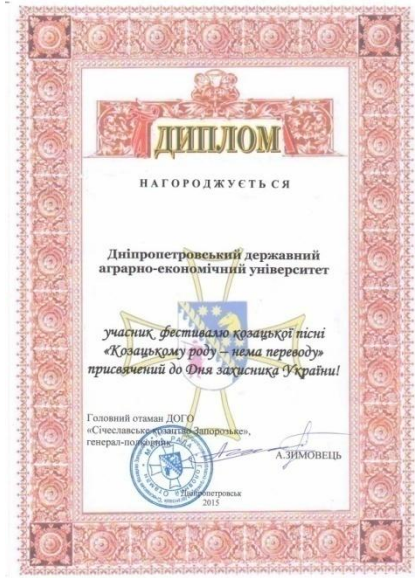 ДИПЛОМ
НАГОРОДЖУЄТЬСЯ
Дніпропетровський державний
аграрно-економічний університет
учасник фестивалю козацької пісні
«Козацькому роду – нема переводу»
присвячений до Дня захисника України!
Головний отаман ДОГО
«Січеславське козацтво Запорозьке»,
генерал-полковник
А.ЗИМОВЕЦЬ
Дніпропетровськ
2015